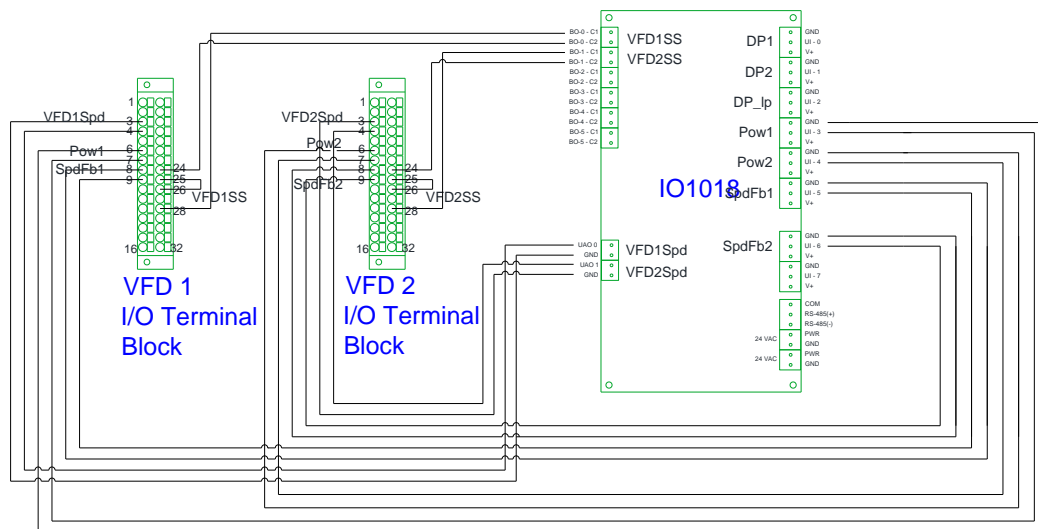 BO-0 - C1
BO-0 - C2
BO-1 - C1
BO-1 - C2
BO-2 - C1
BO-2 - C2
BO-3 - C1
BO-3 - C2
BO-4 - C1
BO-4 - C2
BO-5 - C1
BO-5 - C2
VFD1SS
VFD2SS
DP1
DP2
DP_lp
Pow1
Pow2
SpdFb1
SpdFb2
IO1018
GND
UI - 0
V+
GND
UI - 1
V+
GND
UI - 2
V+
GND
UI - 3
V+
GND
UI - 4
V+
GND
UI - 5
V+
GND
UI - 6
V+
GND
UI - 7
V+
COM
RS-485(+)
RS-485(-)
PWR
24 VAC
GND
PWR
24 VAC
GND
UAO 0
GND
UAO 1
GND
VFD1Spd
VFD2Spd
1
VFD1Spd
3
4
Pow1
6
7
SpdFb1
8
9
24
25
26
VFD1SS
28
16
32
VFD 1
I/O Terminal
Block
1
VFD2Spd
3
4
Pow2
6
7
8
SpdFb2
9
24
25
26
VFD2SS
28
16
32
VFD 2
I/O Terminal
Block